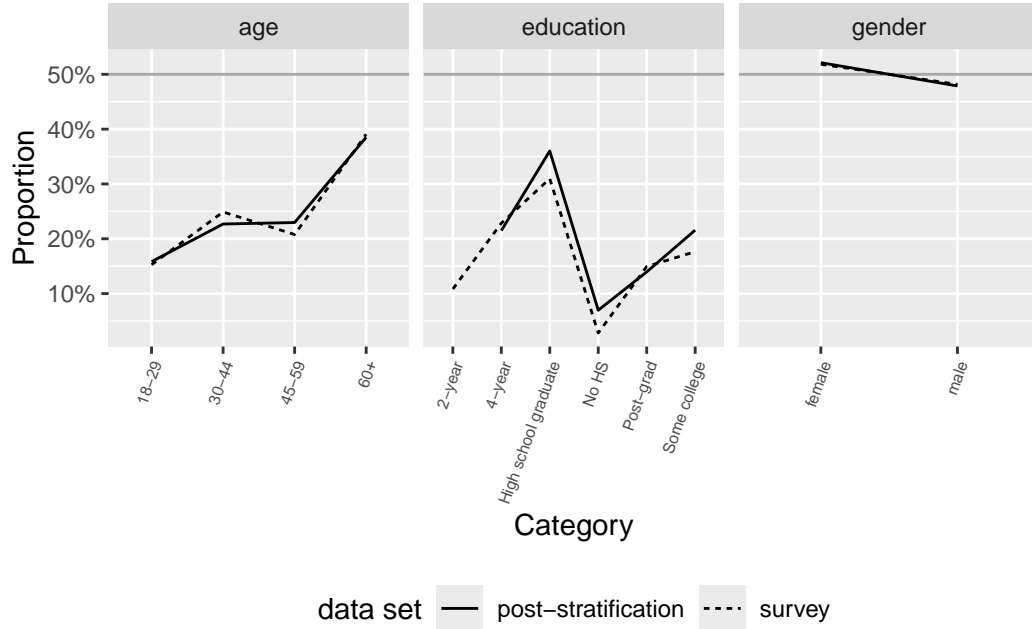 age education gender
50%
40%
30%
20%
10%
Proportion
18−29
30−44
45−59
60+
2−year
4−year
High school graduate
No HS
Post−grad
Some college
female
male
Category
data set post−stratification survey